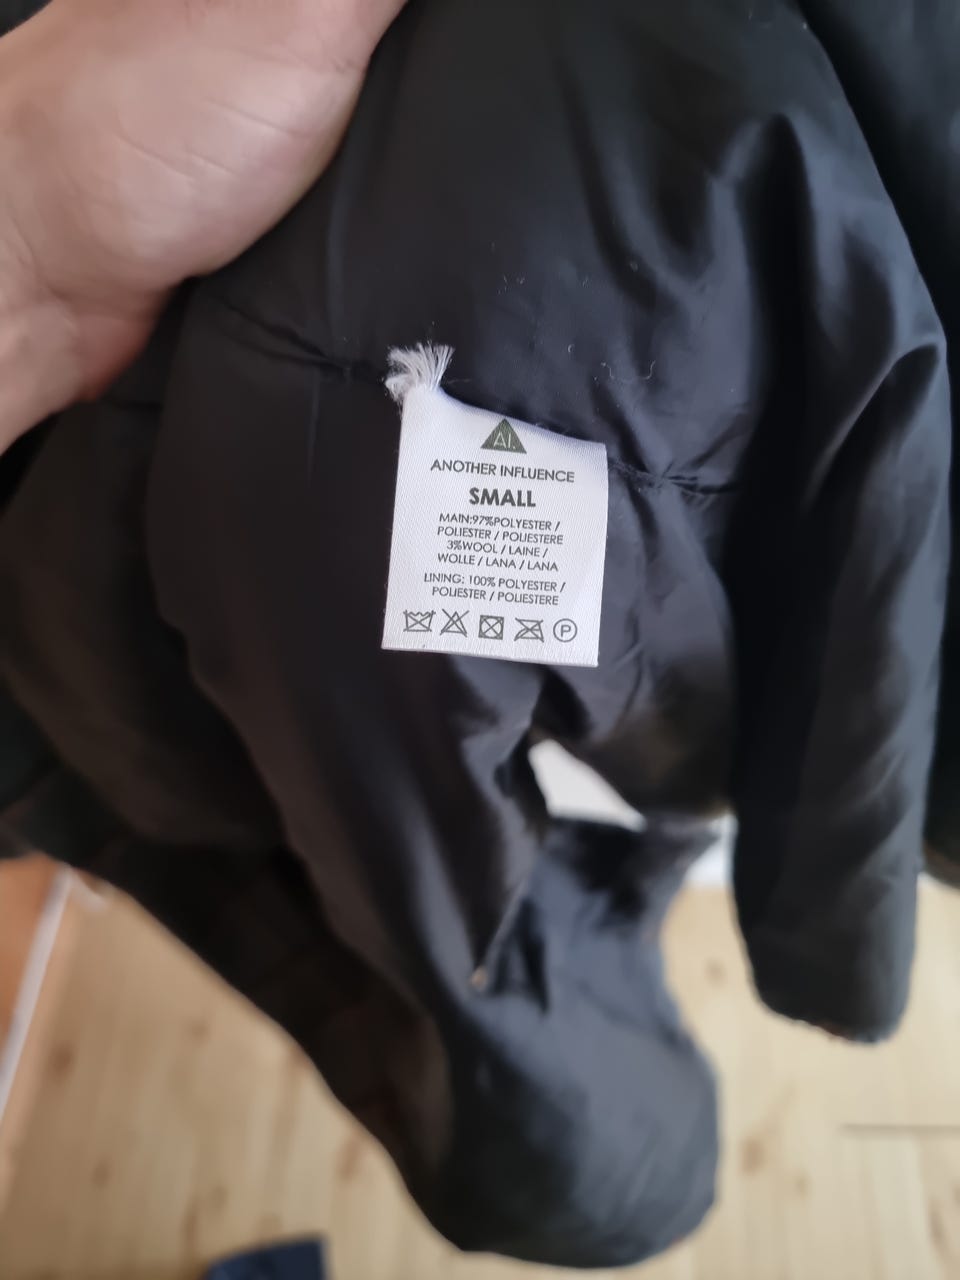 AI.
ANOTHER INFLUENCE
SMALL
MAIN:97%POLYESTER /
POLIESTER / POLIESTERE
3%WOOL / LAINE /
WOLLE / LANA / LANA
LINING: 100% POLYESTER /
POLIESTER / POLIESTERE
P